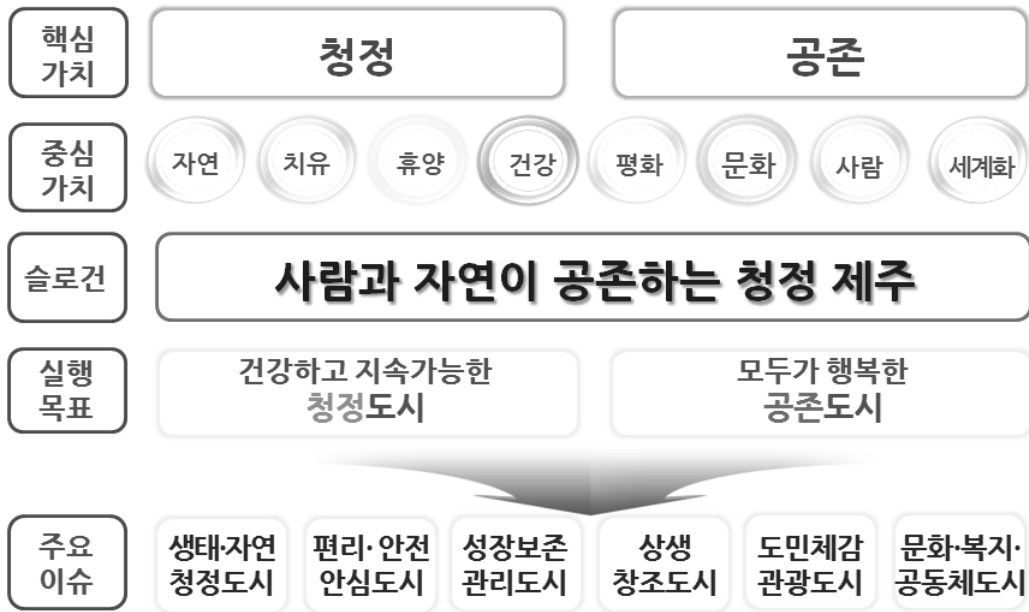 핵심
가치
청정
공존
중심
가치
자연
치유
휴양
건강
평화
문화
사람
세계화
슬로건
사람과 자연이 공존하는 청정 제주
실행
목표
건강하고 지속가능한
청정도시
모두가 행복한
공존도시
주요
이슈
생태·자연
청정도시
편리·안전
안심도시
성장보존
관리도시
상생
창조도시
도민체감
관광도시
문화·복지·
공동체도시